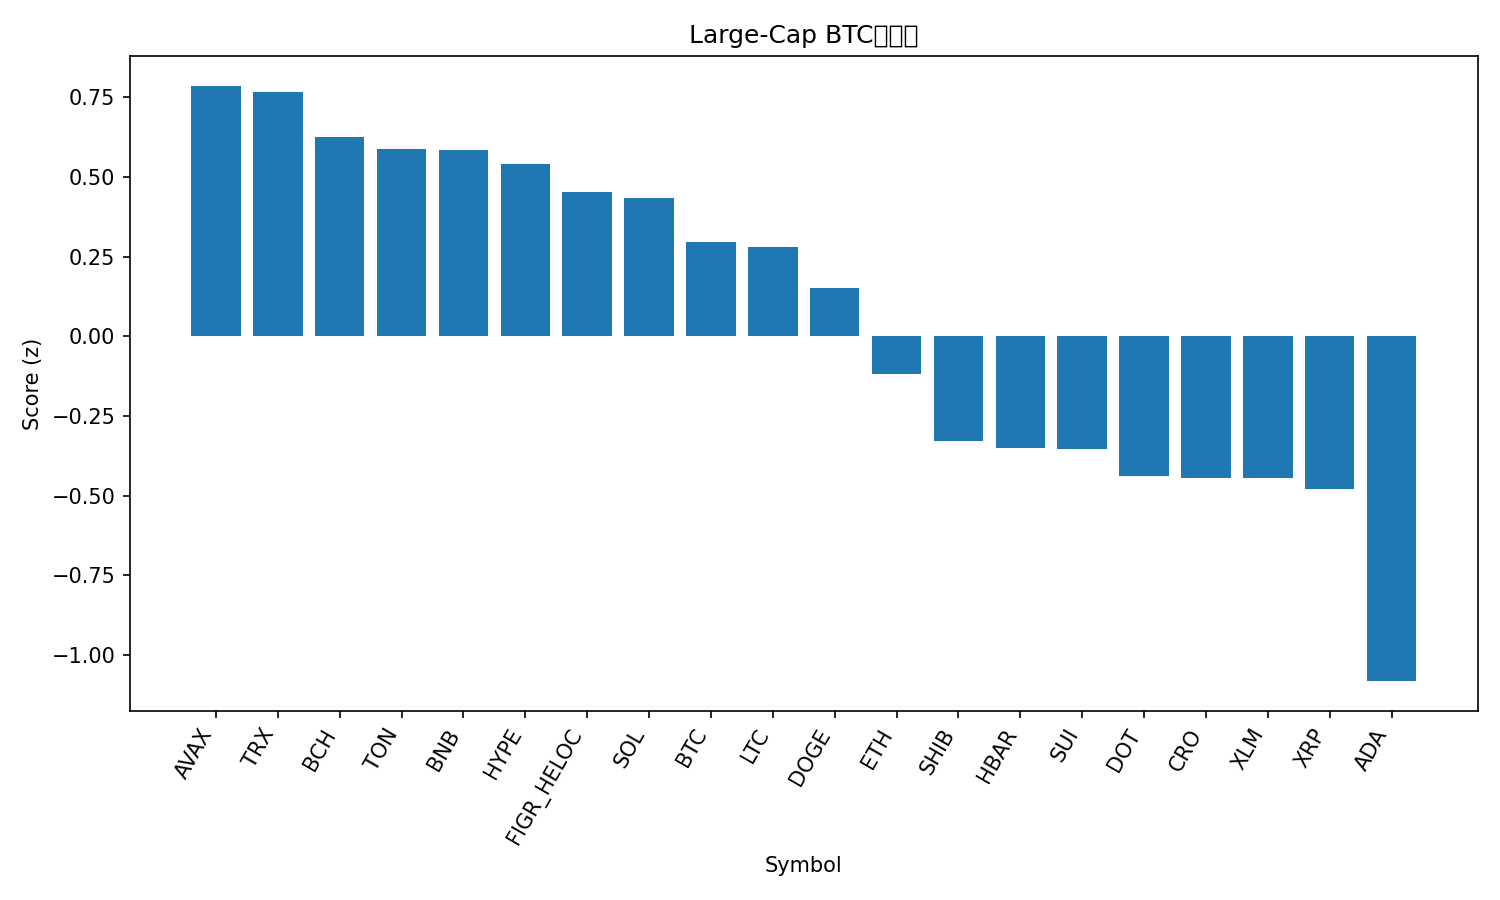 Large-Cap BTC
0.75
0.50
0.25
0.00
−0.25
−0.50
−0.75
−1.00
Score (z)
AVAX
TRX
BCH
TON
BNB
HYPE
FIGR_HELOC
SOL
BTC
LTC
DOGE
ETH
SHIB
HBAR
SUI
DOT
CRO
XLM
XRP
ADA
Symbol